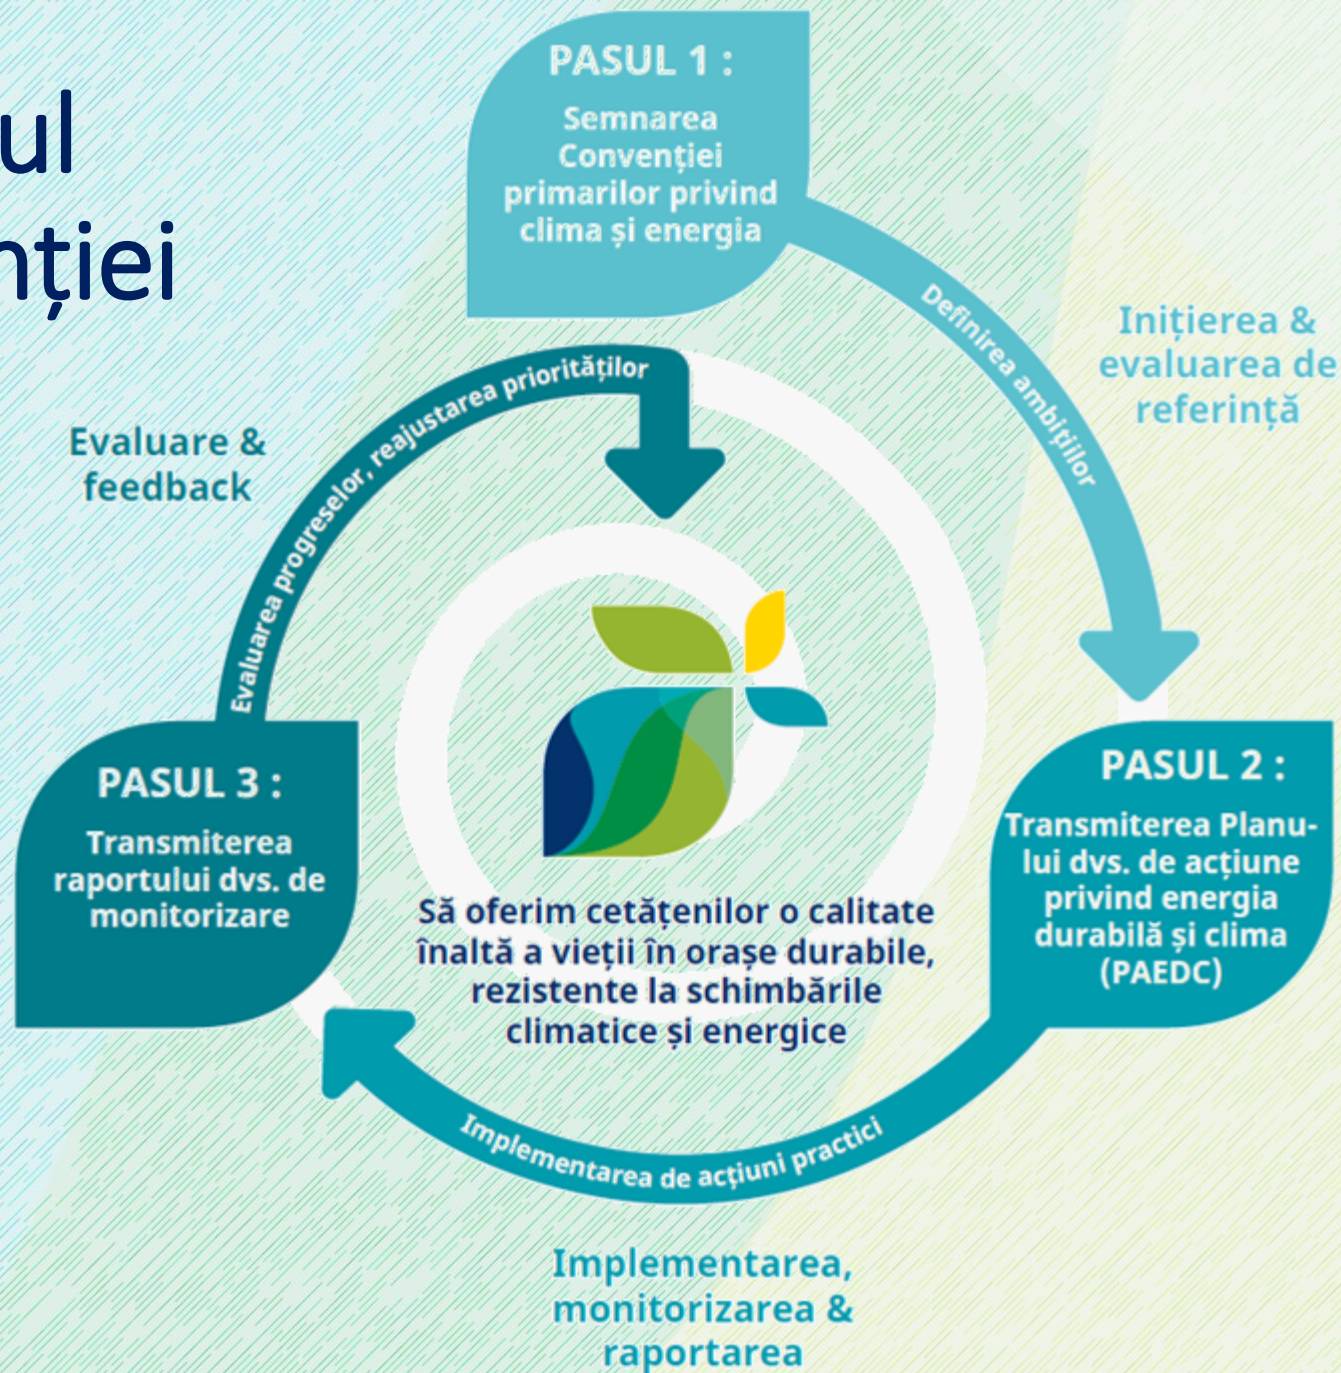 ul
nției
PASUL 1 :
Semnarea
Convenției
primarilor privind
clima și energia
Definirea ambițiilor
Inițierea &
evaluarea de
referință
PASUL 2 :
Transmiterea Planu-
lui dvs. de acțiune
privind energia
durabilă și clima
(PAEDC)
Implementarea de acțiuni practici
Implementarea,
monitorizarea &
raportarea
PASUL 3 :
Transmiterea
raportului dvs. de
monitorizare
Evaluarea progreselor, reajustarea priorităților
Evaluare &
feedback
Să oferim cetățenilor o calitate
înaltă a vieții în orașe durabile,
rezistente la schimbările
climatice și energice